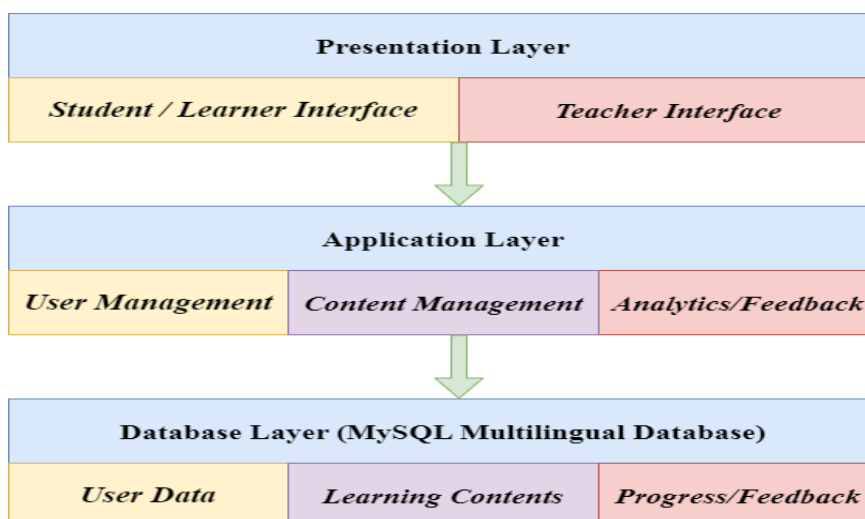 Presentation Layer
Student / Learner Interface
Teacher Interface
Application Layer
User Management
Content Management
Analytics/Feedback
Database Layer (MySQL Multilingual Database)
User Data
Learning Contents
Progress/Feedback